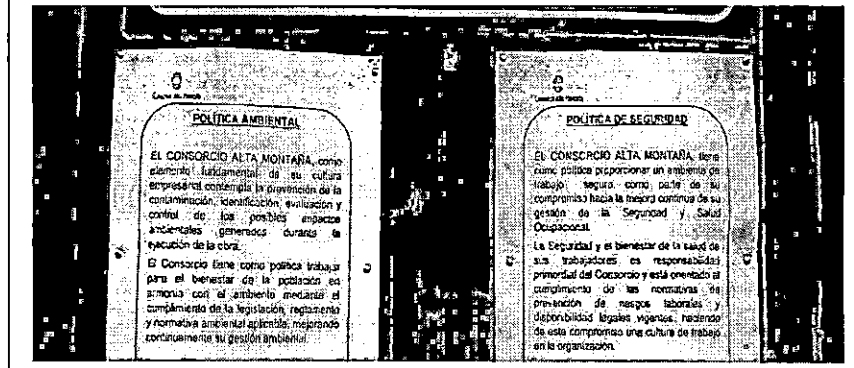 POLÍTICA AMBIENTAL
EL CONSORCIO ALTA MONTAÑA, como
elemento fundamental de su cultura
empresarial contempla la prevención de la
contaminación, identificación, evaluación y
control de los posibles impactos
ambientales generados durante la
ejecución de la obra.
El Consorcio tiene como política trabajar
para el bienestar de la población en
armonía con el ambiente mediante el
cumplimiento de la legislación, reglamento
y normativa ambiental aplicable, mejorando
continuamente su gestión ambiental.
POLÍTICA DE SEGURIDAD
EL CONSORCIO ALTA MONTAÑA, tiene
como política proporcionar un ambiente de
trabajo seguro, como parte de su
compromiso hacia la mejora continua de su
gestión de la Seguridad y Salud
Ocupacional.
La Seguridad y el bienestar de la salud de
sus trabajadores es responsabilidad
primordial del Consorcio y está orientado al
cumplimiento de las normativas de
prevención de riesgos laborales y
disponibilidad legales vigentes, haciendo
de este compromiso una cultura de trabajo
en la organización.